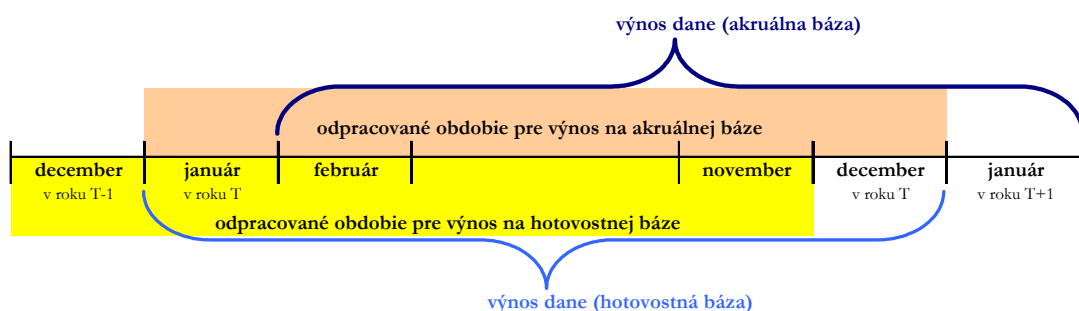 výnos dane (akruálna báza)
odpracované obdobie pre výnos na akruálnej báze
december január február november december január
v roku T-1 v roku T v roku T v roku T+1
odpracované obdobie pre výnos na hotovostnej báze
výnos dane (hotovostná báza)